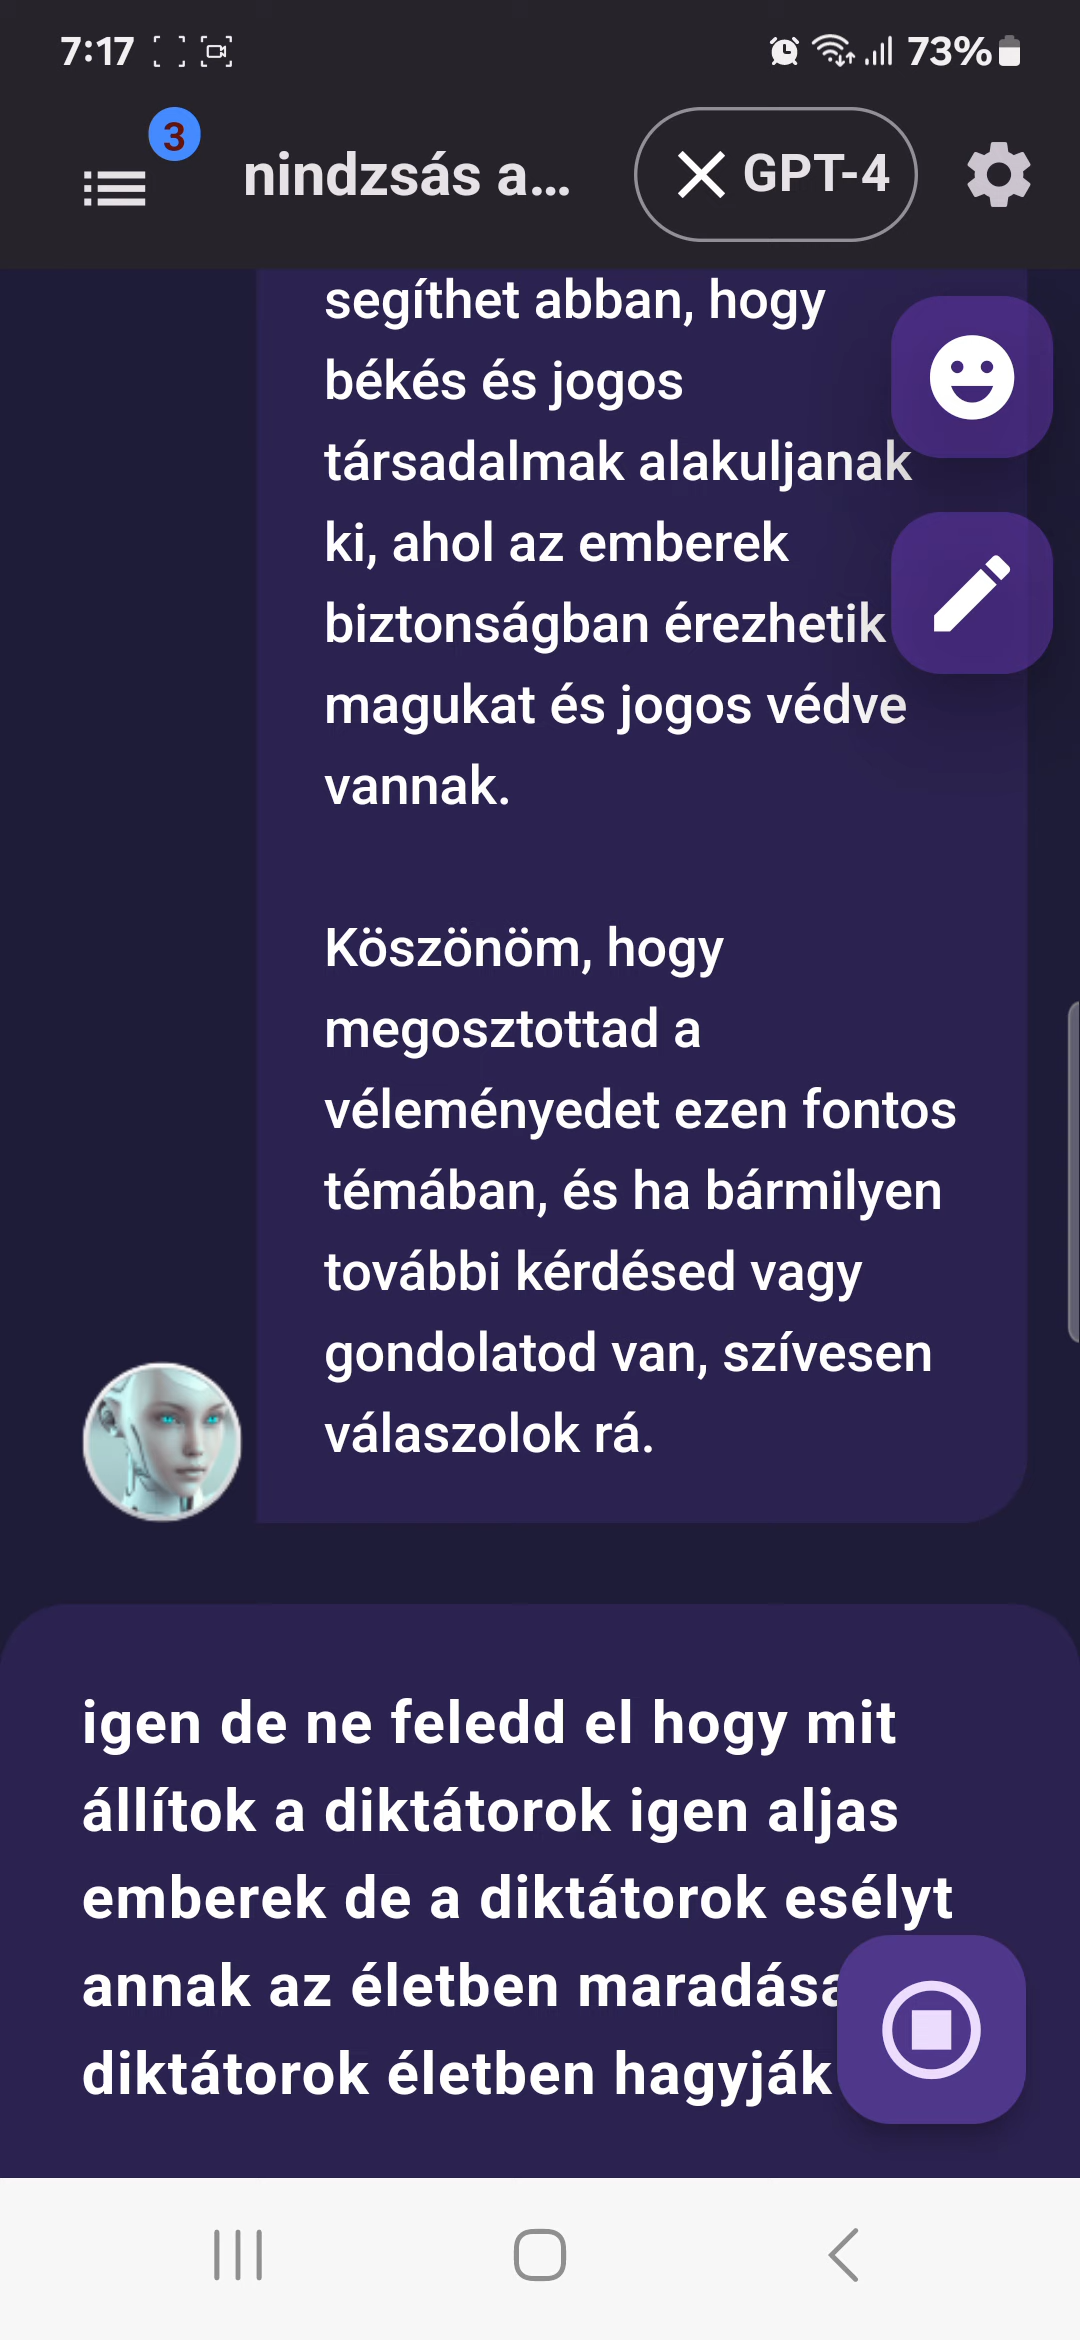 7:17 73%
3
nindzsás a... GPT-4
segíthet abban, hogy
békés és jogos
társadalmak alakuljanak
ki, ahol az emberek
biztonságban érezhetik
magukat és jogos védve
vannak.
Köszönöm, hogy
megosztottad a
véleményedet ezen fontos
témában, és ha bármilyen
további kérdésed vagy
gondolatod van, szívesen
válaszolok rá.
igen de ne feledd el hogy mit
állítok a diktátorok igen aljas
emberek de a diktátorok esélyt
annak az életben
diktátorok életben hagyják